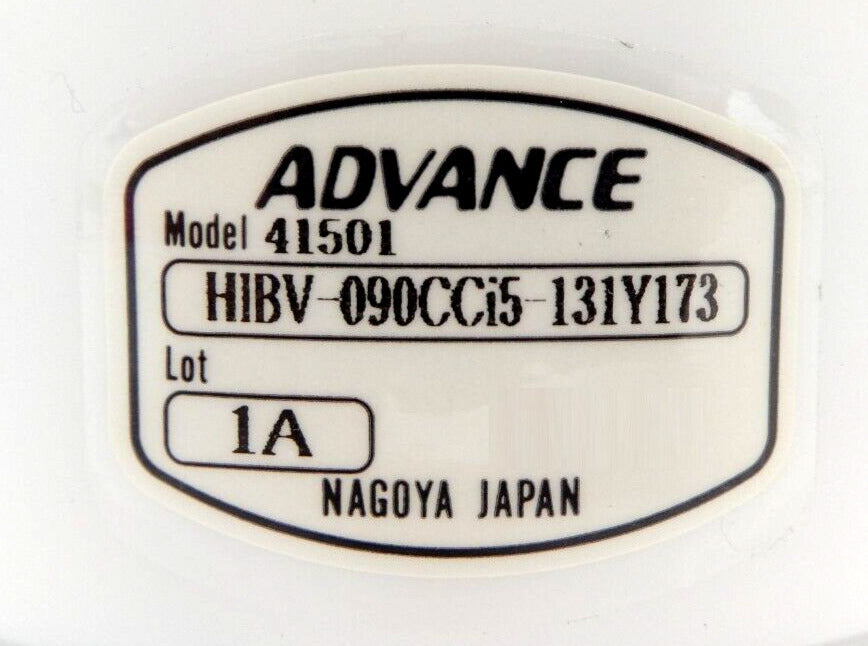 ADVANCE
Model 41501
HIBV-090CCi5-131Y173
Lot
1A
NAGOYA JAPAN